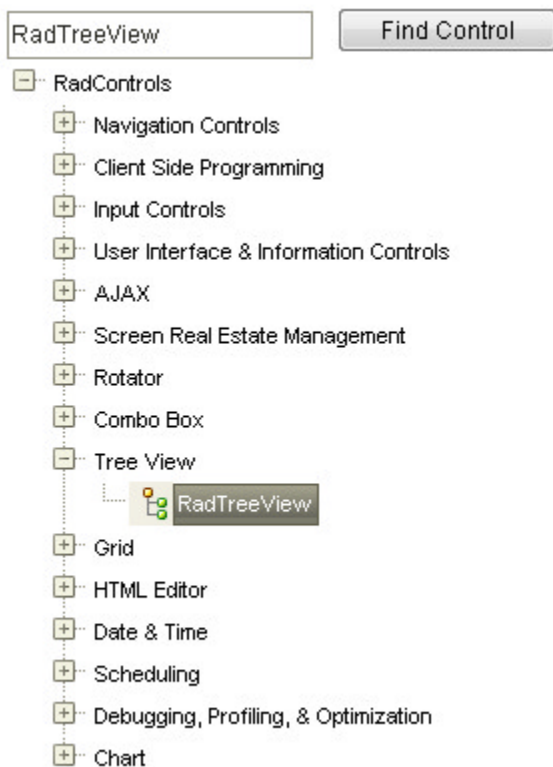 RadTreeView Find Control
RadControls
Navigation Controls
Client Side Programming
Input Controls
User Interface & Information Controls
AJAX
Screen Real Estate Management
Rotator
Combo Box
Tree View
RadTreeView
Grid
HTML Editor
Date & Time
Scheduling
Debugging, Profiling, & Optimization
Chart